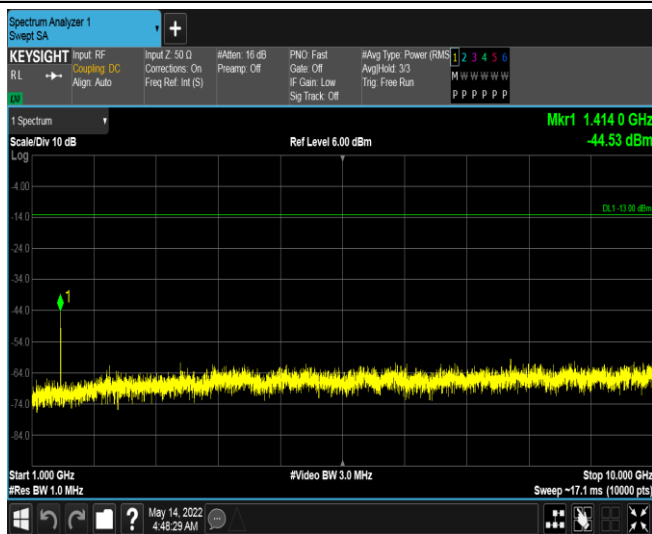 Spectrum Analyzer 1
Swept SA
+
KEYSIGHT
RL
Input: RF
Coupling: DC
Align: Auto
Input Z: 50 Ω
Corrections: On
Freq Ref: Int (S)
#Atten: 16 dB
Preamp: Off
PNO: Fast
Gate: Off
IF Gain: Low
Sig Track: Off
#Avg Type: Power (RMS
Avg|Hold: 3/3
Trig: Free Run
1 2 3 4 5 6
M W W W W W
P P P P P P
1 Spectrum
Scale/Div 10 dB
Ref Level 6.00 dBm
Mkr1 1.414 0 GHz
-44.53 dBm
Log
-4.00
DL1 -13.00 dBm
-14.0
-24.0
-34.0
1
-44.0
-54.0
-64.0
-74.0
-84.0
Start 1.000 GHz
#Video BW 3.0 MHz
Stop 10.000 GHz
#Res BW 1.0 MHz
Sweep ~17.1 ms (10000 pts)
?
May 14, 2022
4:48:29 AM